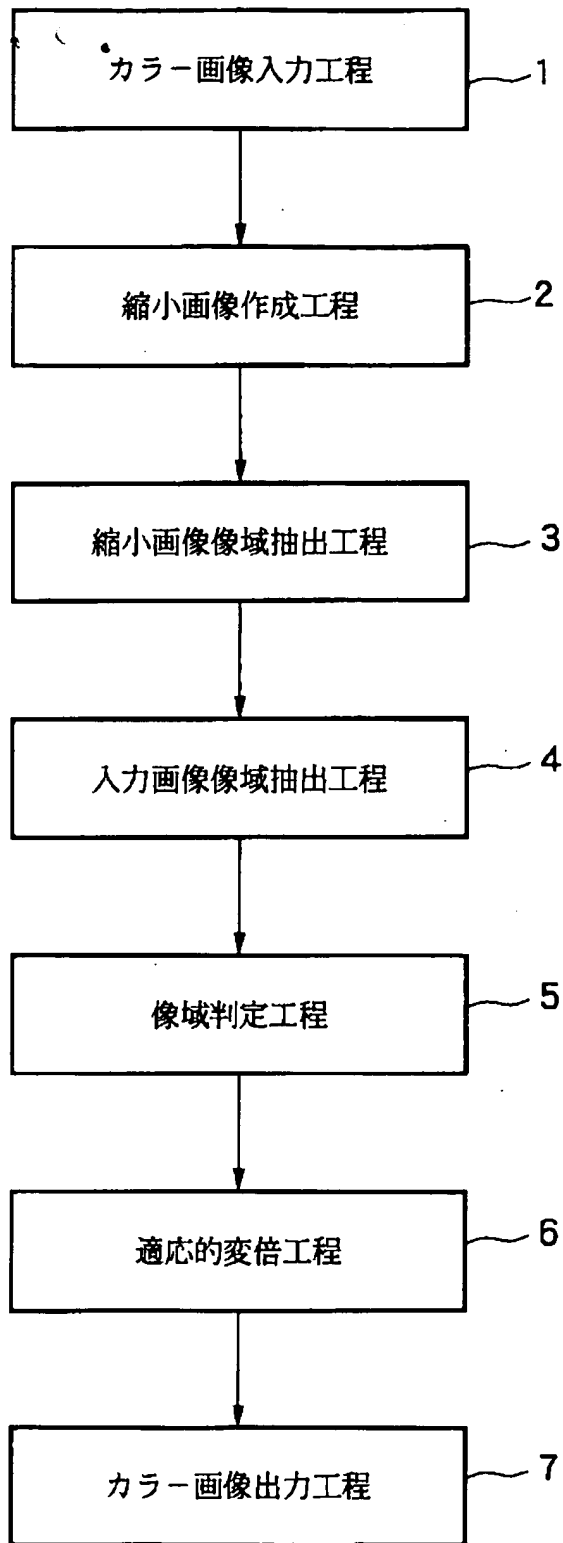 カラー画像入力工程 1
縮小画像作成工程 2
縮小画像像域抽出工程 3
入力画像像域抽出工程 4
像域判定工程 5
適応的変倍工程 6
カラー画像出力工程 7